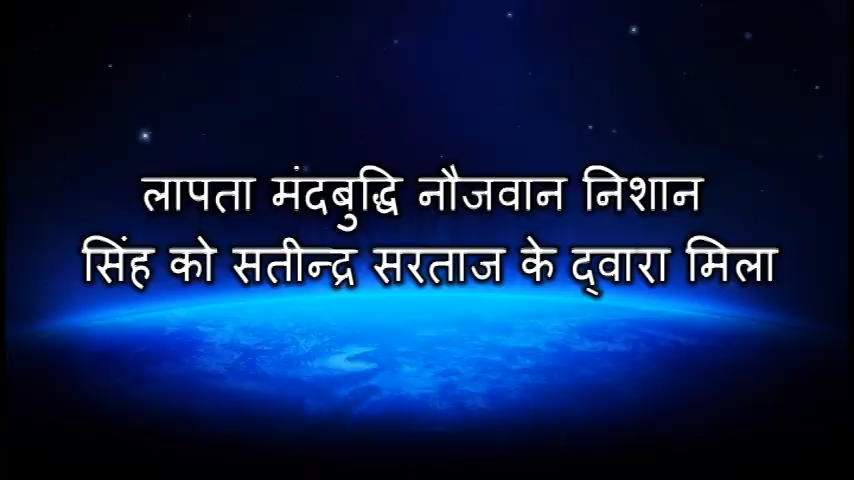 लापता मंदबुद्धि नौजवान निशान
सिंह को सतीन्द्र सरताज के द्वारा मिला